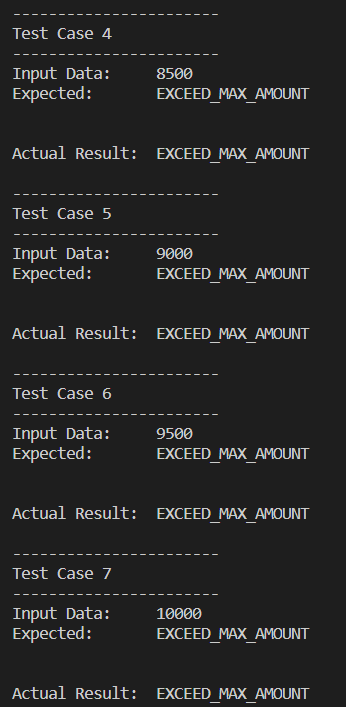 -----------------------
Test Case 4
-----------------------
Input Data:     8500
Expected:       EXCEED_MAX_AMOUNT
Actual Result:  EXCEED_MAX_AMOUNT
-----------------------
Test Case 5
-----------------------
Input Data:     9000
Expected:       EXCEED_MAX_AMOUNT
Actual Result:  EXCEED_MAX_AMOUNT
-----------------------
Test Case 6
-----------------------
Input Data:     9500
Expected:       EXCEED_MAX_AMOUNT
Actual Result:  EXCEED_MAX_AMOUNT
-----------------------
Test Case 7
-----------------------
Input Data:     10000
Expected:       EXCEED_MAX_AMOUNT
Actual Result:  EXCEED_MAX_AMOUNT